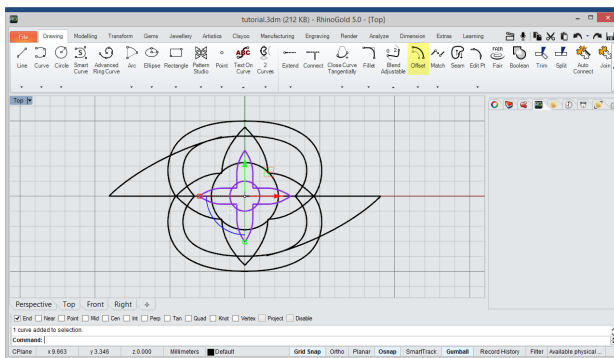 tutorial.3dm (212 KB) - RhinoGold 5.0 - [Top]
File Drawing Modelling Transform Gems Jewellery Artistics Clayoo Manufacturing Engraving Render Analyze Dimension Extras Learning
Line Curve Circle Smart Curve Advanced Ring Curve Arc Ellipse Rectangle Pattern Studio Point Text On Curve 2 Curves Extend Connect Close Curve Tangentially Fillet Blend Adjustable Offset Match Seam Edit Pt Fair Boolean Trim Split Auto Connect Join
Top
Perspective Top Front Right
End Near Point Mid Cen Int Perp Tan Quad Knot Vertex Project Disable
1 curve added to selection.
Command:
CPlane x 9.663 y 3.346 z 0.000 Millimeters Default Grid Snap Ortho Planar Osnap SmartTrack Gumball Record History Filter Available physical...